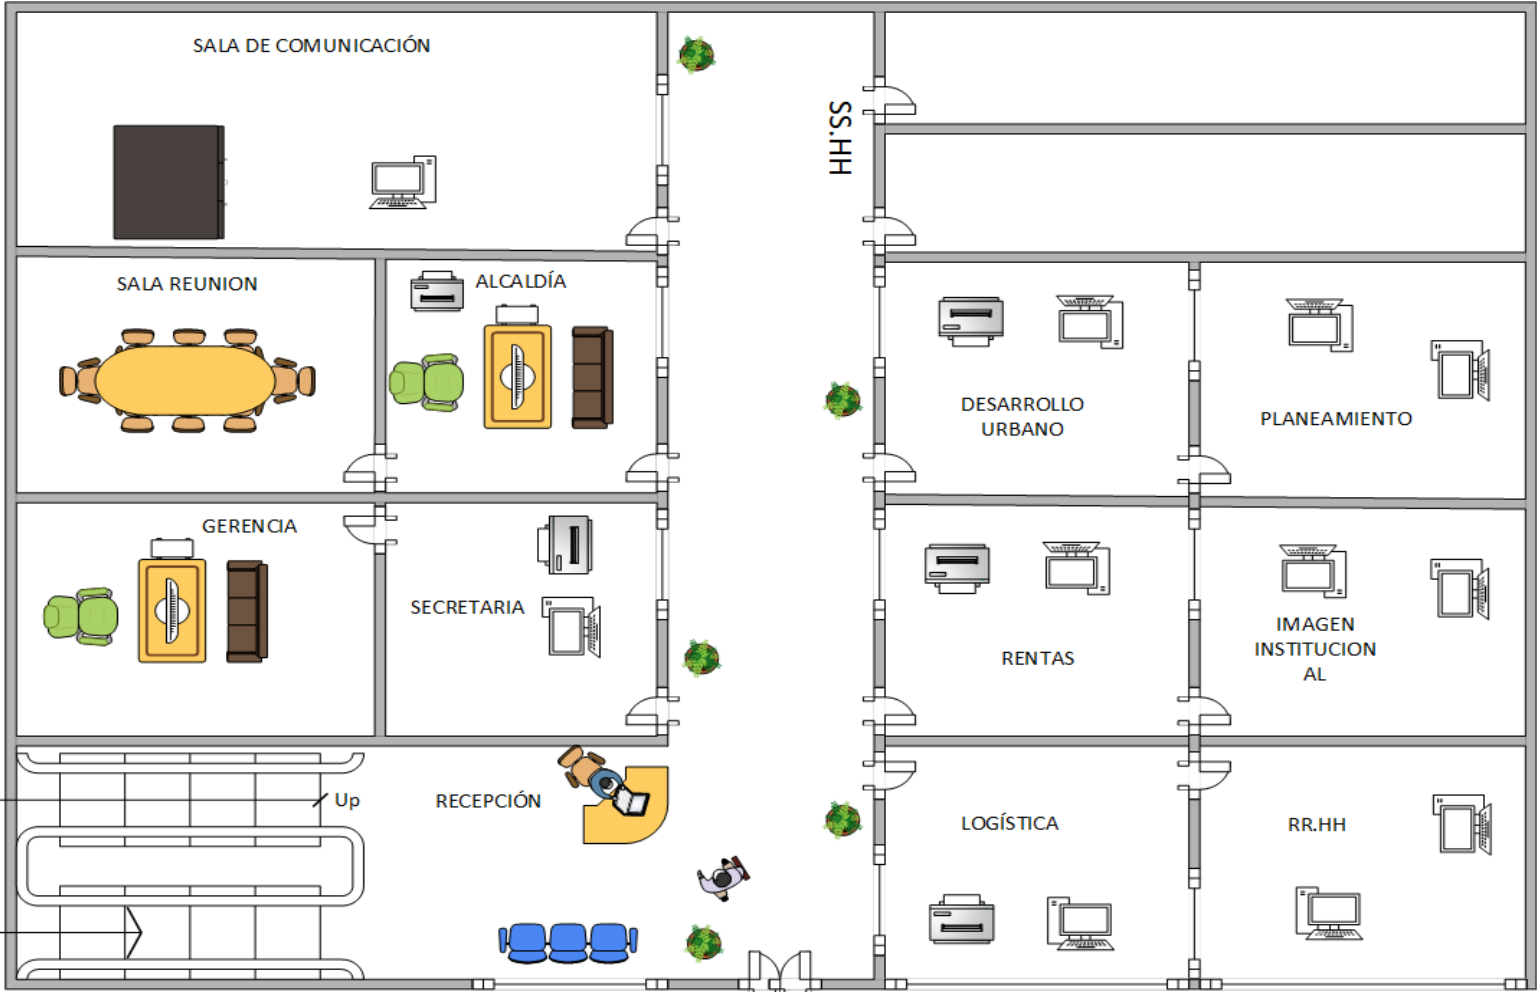 SALA DE COMUNICACIÓN
SS.HH
SALA REUNION
ALCALDÍA
DESARROLLO
URBANO
PLANEAMIENTO
GERENCIA
SECRETARIA
RENTAS
IMAGEN
INSTITUCION
AL
Up
RECEPCIÓN
LOGÍSTICA
RR.HH